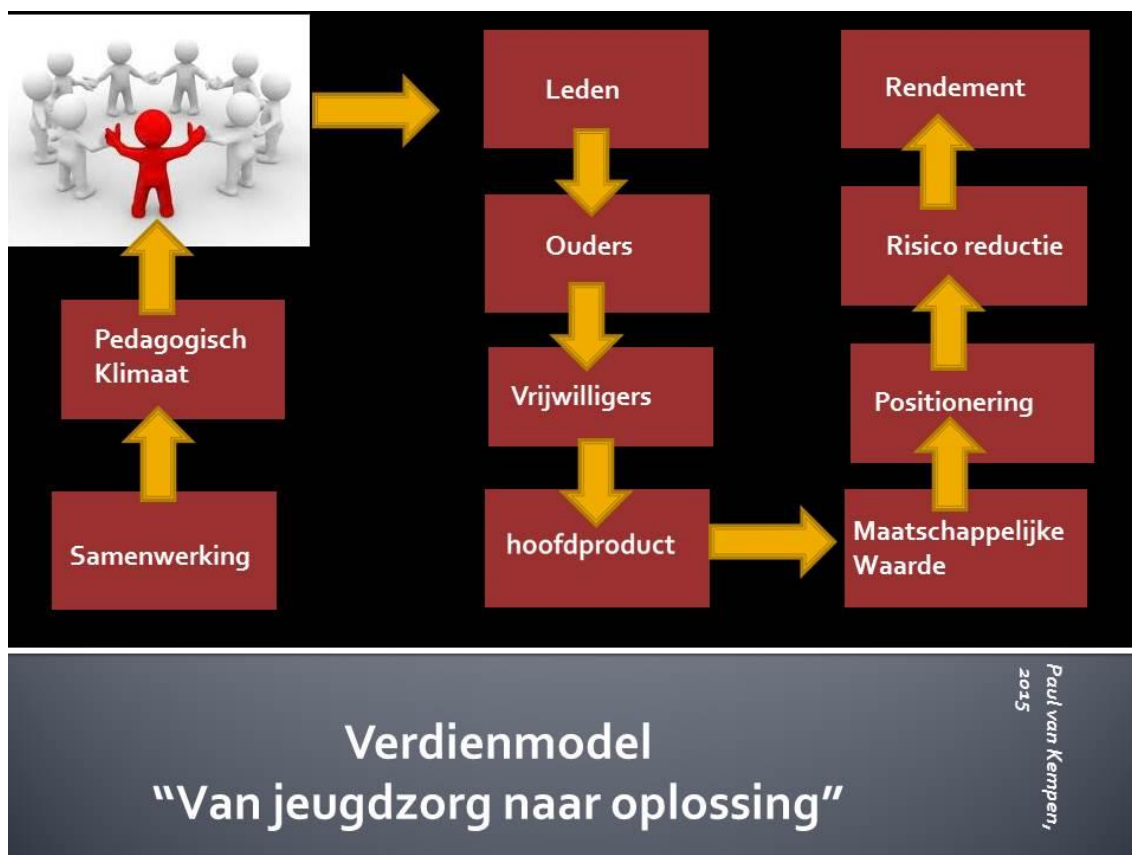 Samenwerking
Pedagogisch
Klimaat
Leden
Ouders
Vrijwilligers
hoofdproduct
Maatschappelijke
Waarde
Positionering
Risico reductie
Rendement
Verdienmodel
“Van jeugdzorg naar oplossing”
Paul van Kempen,
2015